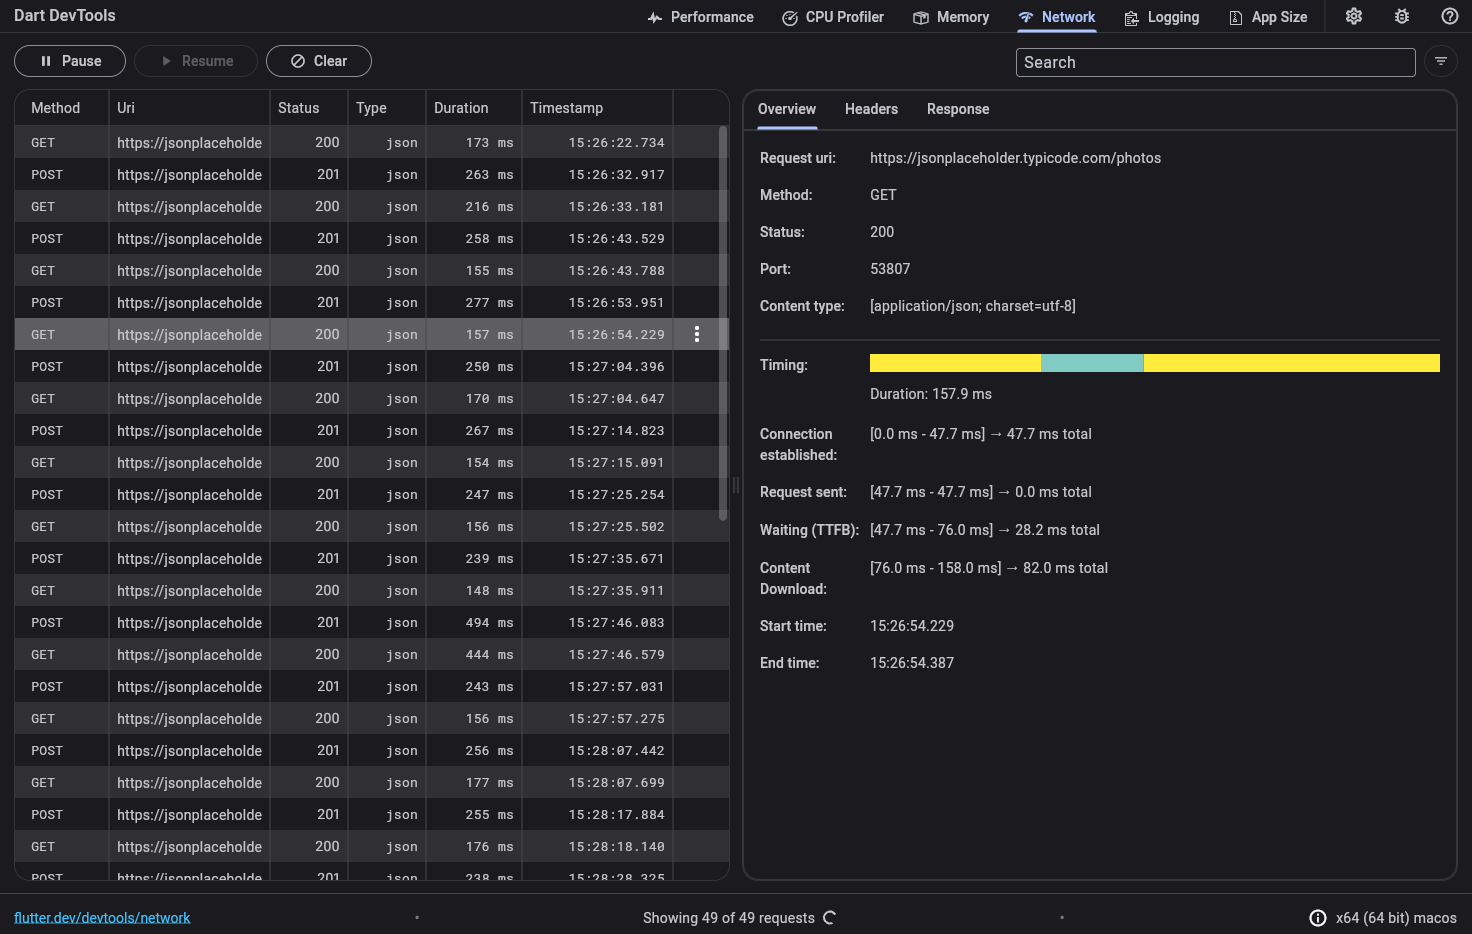 Dart DevTools
Performance CPU Profiler Memory Network Logging App Size
Pause Resume Clear Search
Method Uri Status Type Duration Timestamp
GET https://jsonplaceholde 200 json 173 ms 15:26:22.734
POST https://jsonplaceholde 201 json 263 ms 15:26:32.917
GET https://jsonplaceholde 200 json 216 ms 15:26:33.181
POST https://jsonplaceholde 201 json 258 ms 15:26:43.529
GET https://jsonplaceholde 200 json 155 ms 15:26:43.788
POST https://jsonplaceholde 201 json 277 ms 15:26:53.951
GET https://jsonplaceholde 200 json 157 ms 15:26:54.229
POST https://jsonplaceholde 201 json 250 ms 15:27:04.396
GET https://jsonplaceholde 200 json 170 ms 15:27:04.647
POST https://jsonplaceholde 201 json 267 ms 15:27:14.823
GET https://jsonplaceholde 200 json 154 ms 15:27:15.091
POST https://jsonplaceholde 201 json 247 ms 15:27:25.254
GET https://jsonplaceholde 200 json 156 ms 15:27:25.502
POST https://jsonplaceholde 201 json 239 ms 15:27:35.671
GET https://jsonplaceholde 200 json 148 ms 15:27:35.911
POST https://jsonplaceholde 201 json 494 ms 15:27:46.083
GET https://jsonplaceholde 200 json 444 ms 15:27:46.579
POST https://jsonplaceholde 201 json 243 ms 15:27:57.031
GET https://jsonplaceholde 200 json 156 ms 15:27:57.275
POST https://jsonplaceholde 201 json 256 ms 15:28:07.442
GET https://jsonplaceholde 200 json 177 ms 15:28:07.699
POST https://jsonplaceholde 201 json 255 ms 15:28:17.884
GET https://jsonplaceholde 200 json 176 ms 15:28:18.140
POST https://jsonplaceholde 201 json 238 ms 15:28:28.325
Overview Headers Response
Request uri: https://jsonplaceholder.typicode.com/photos
Method: GET
Status: 200
Port: 53807
Content type: [application/json; charset=utf-8]
Timing:
Duration: 157.9 ms
Connection established: [0.0 ms - 47.7 ms] → 47.7 ms total
Request sent: [47.7 ms - 47.7 ms] → 0.0 ms total
Waiting (TTFB): [47.7 ms - 76.0 ms] → 28.2 ms total
Content Download: [76.0 ms - 158.0 ms] → 82.0 ms total
Start time: 15:26:54.229
End time: 15:26:54.387
flutter.dev/devtools/network • Showing 49 of 49 requests • x64 (64 bit) macos